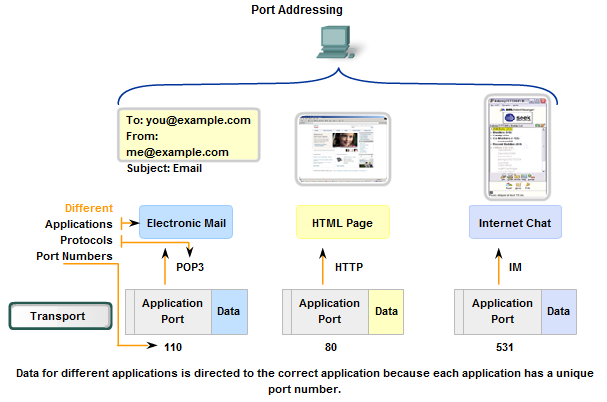 Port Addressing
To: you@example.com
From:
me@example.com
Subject: Email
Different
Applications
Protocols
Port Numbers
Electronic Mail
HTML Page
Internet Chat
POP3
HTTP
IM
Transport
Application
Port
Data
Application
Port
Data
Application
Port
Data
110
80
531
Data for different applications is directed to the correct application because each application has a unique
port number.